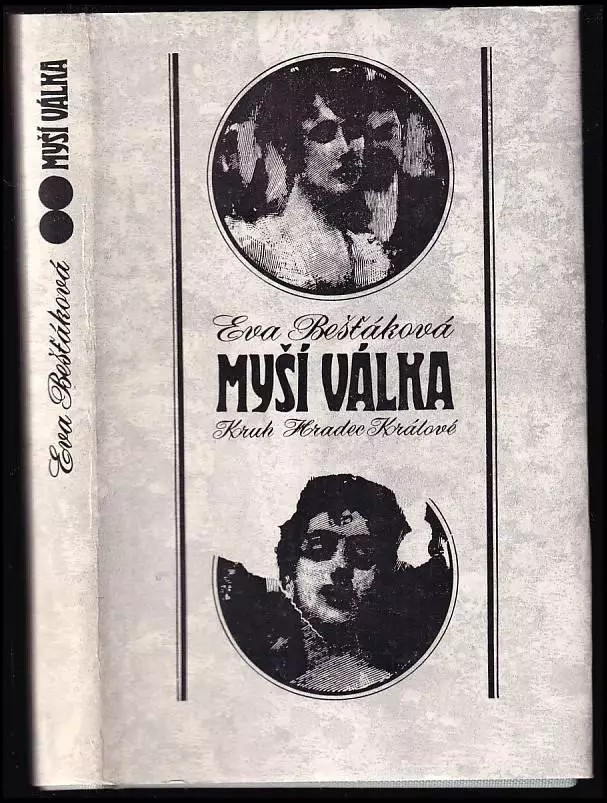 MYŠÍ VÁLKA
Eva Bešťáková
Eva Bešťáková
MYŠÍ VÁLKA
Kruh Hradec Králové